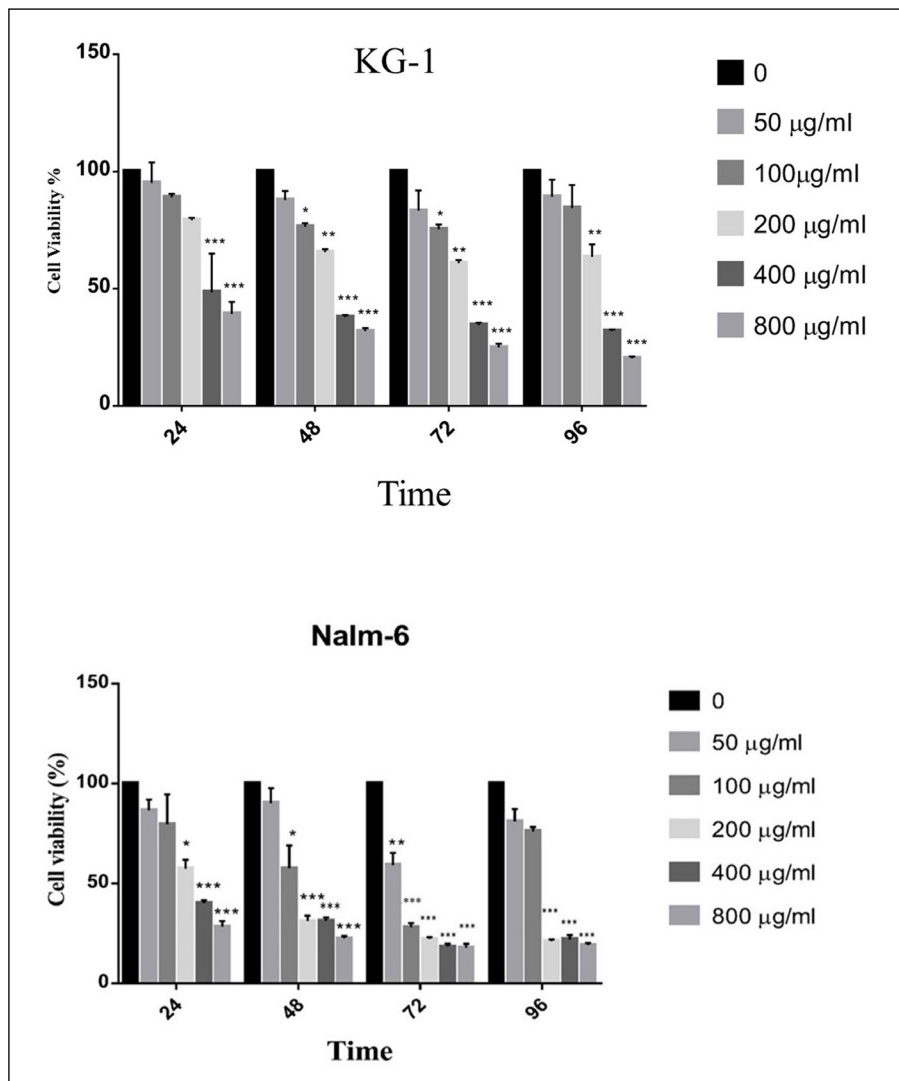 KG-1
150
100
50
0
Cell Viability %
*** ***
* ** *** ***
* ** *** ***
** *** ***
24 48 72 96
Time
0
50 μg/ml
100μg/ml
200 μg/ml
400 μg/ml
800 μg/ml
Nalm-6
150
100
50
0
Cell viability (%)
* *** ***
* *** *** ***
** *** *** *** ***
*** *** ***
24 48 72 96
Time
0
50 μg/ml
100 μg/ml
200 μg/ml
400 μg/ml
800 μg/ml